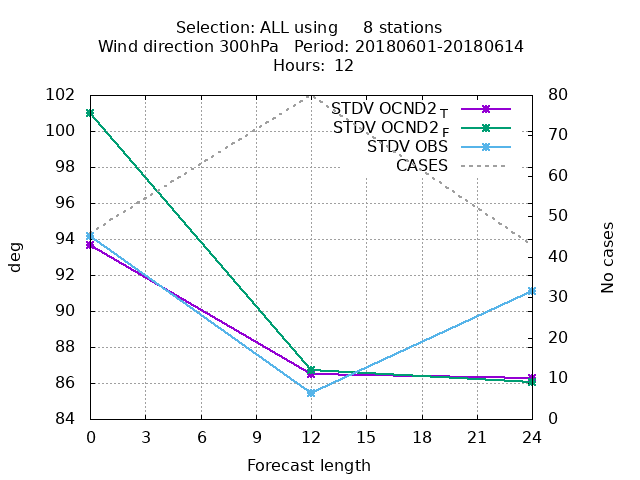 Selection: ALL using     8 stations
Wind direction 300hPa   Period: 20180601-20180614
Hours: 12
102
100
98
96
94
92
90
88
86
84
80
70
60
50
40
30
20
10
0
STDV OCND2 T
STDV OCND2 F
STDV OBS
CASES
deg
No cases
0 3 6 9 12 15 18 21 24
Forecast length